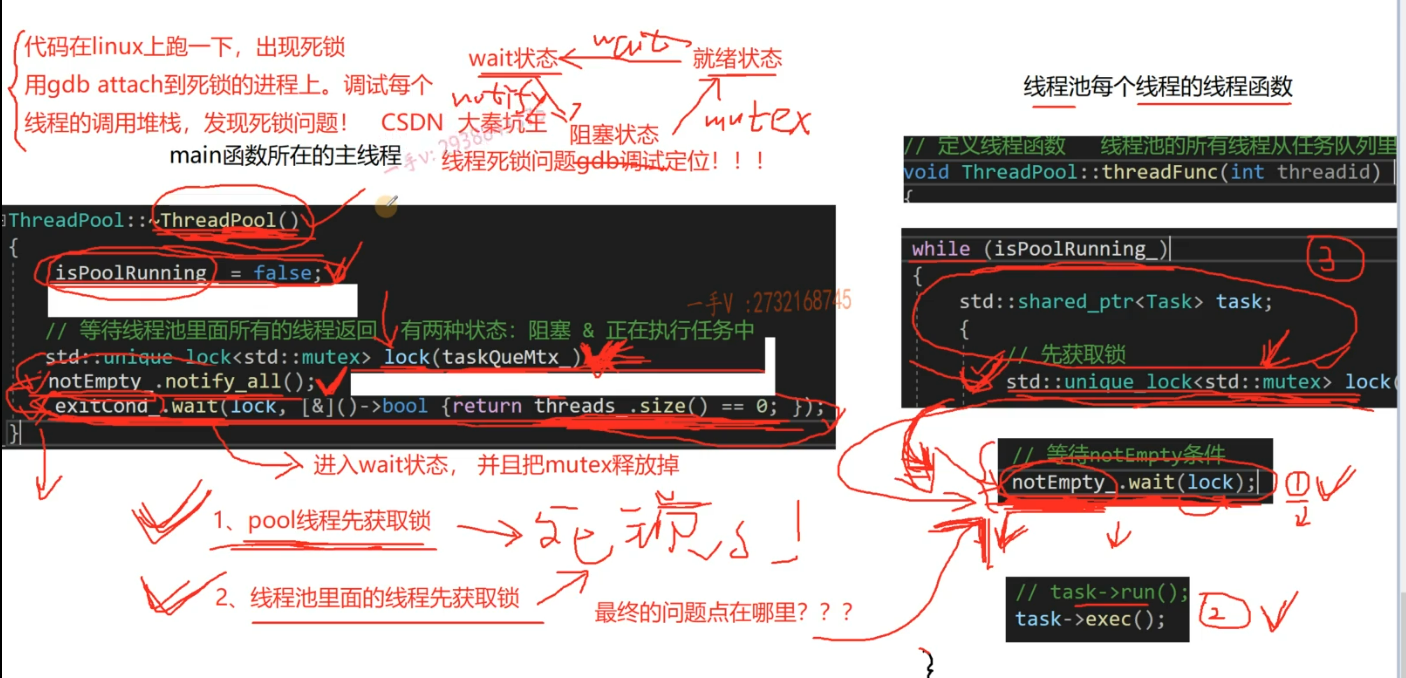 代码在linux上跑一下，出现死锁
用gdb attach到死锁的进程上。调试每个
线程的调用堆栈，发现死锁问题！ CSDN 大秦坑生
wait状态
wait
就绪状态
notify
阻塞状态
mutex
线程死锁问题gdb调试定位！！！
main函数所在的主线程
ThreadPool::~ThreadPool()
{
isPoolRunning_ = false;
一手V :2732168745
// 等待线程池里面所有的线程返回 有两种状态：阻塞 & 正在执行任务中
std::unique_lock<std::mutex> lock(taskQueMtx_)
notEmpty_.notify_all();
exitCond_.wait(lock, [&]()->bool {return threads_.size() == 0; });
}
进入wait状态， 并且把mutex释放掉
1、pool线程先获取锁
死锁 !
2、线程池里面的线程先获取锁
最终的问题点在哪里？？？
线程池每个线程的线程函数
// 定义线程函数 线程池的所有线程从任务队列里
void ThreadPool::threadFunc(int threadid)
{
while (isPoolRunning_)
3
{
std::shared_ptr<Task> task;
{
// 先获取锁
std::unique_lock<std::mutex> lock(
// 等待notEmpty条件
notEmpty_.wait(lock);
1
2
// task->run();
task->exec();
2
}